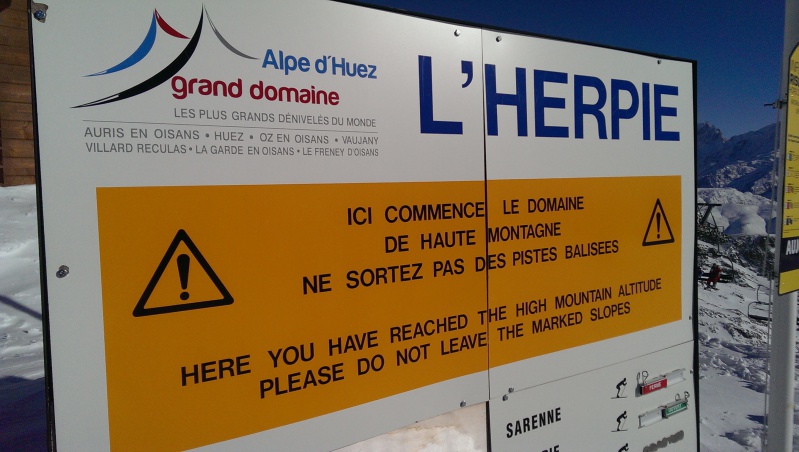 Alpe d'Huez
grand domaine
LES PLUS GRANDS DÉNIVELÉS DU MONDE
AURIS EN OISANS • HUEZ • OZ EN OISANS • VAUJANY
VILLARD RECULAS • LA GARDE EN OISANS • LE FRENEY D'OISANS
L'HERPIE
ICI COMMENCE LE DOMAINE
DE HAUTE MONTAGNE
NE SORTEZ PAS DES PISTES BALISEES
HERE YOU HAVE REACHED THE HIGH MOUNTAIN ALTITUDE
PLEASE DO NOT LEAVE THE MARKED SLOPES
SARENNE